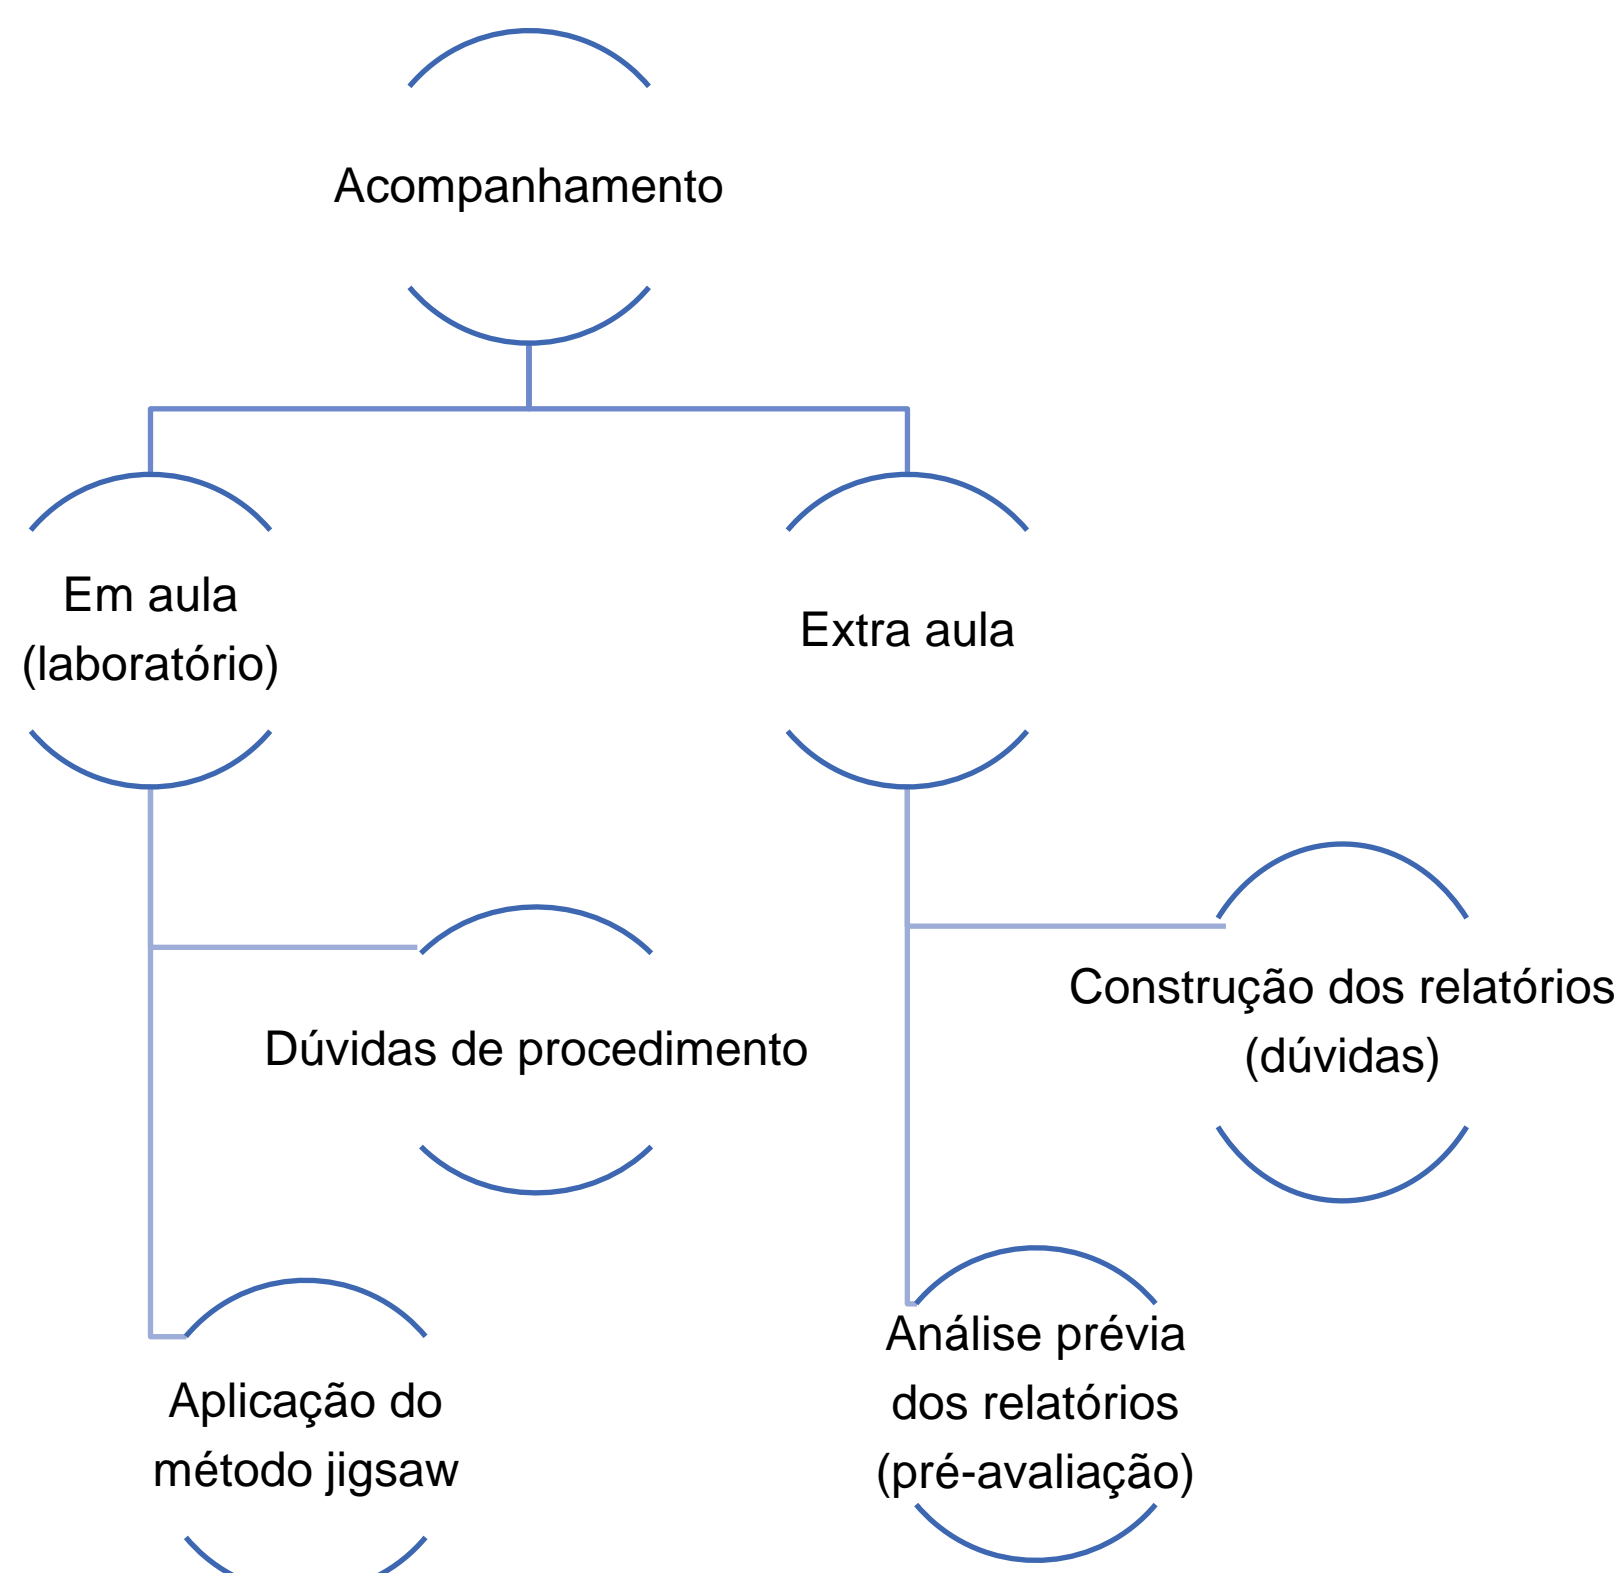 Acompanhamento
Em aula
(laboratório)
Extra aula
Dúvidas de procedimento
Construção dos relatórios
(dúvidas)
Aplicação do
método jigsaw
Análise prévia
dos relatórios
(pré-avaliação)